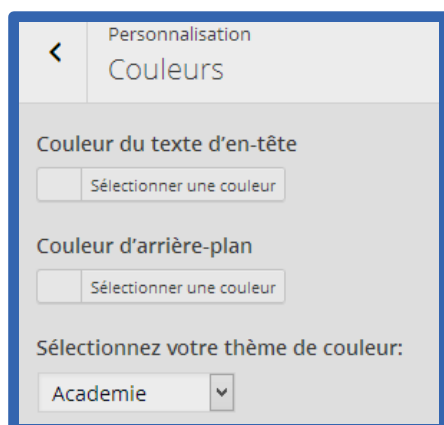 Personnalisation
Couleurs
Couleur du texte d'en-tête
Sélectionner une couleur
Couleur d'arrière-plan
Sélectionner une couleur
Sélectionnez votre thème de couleur:
Academie